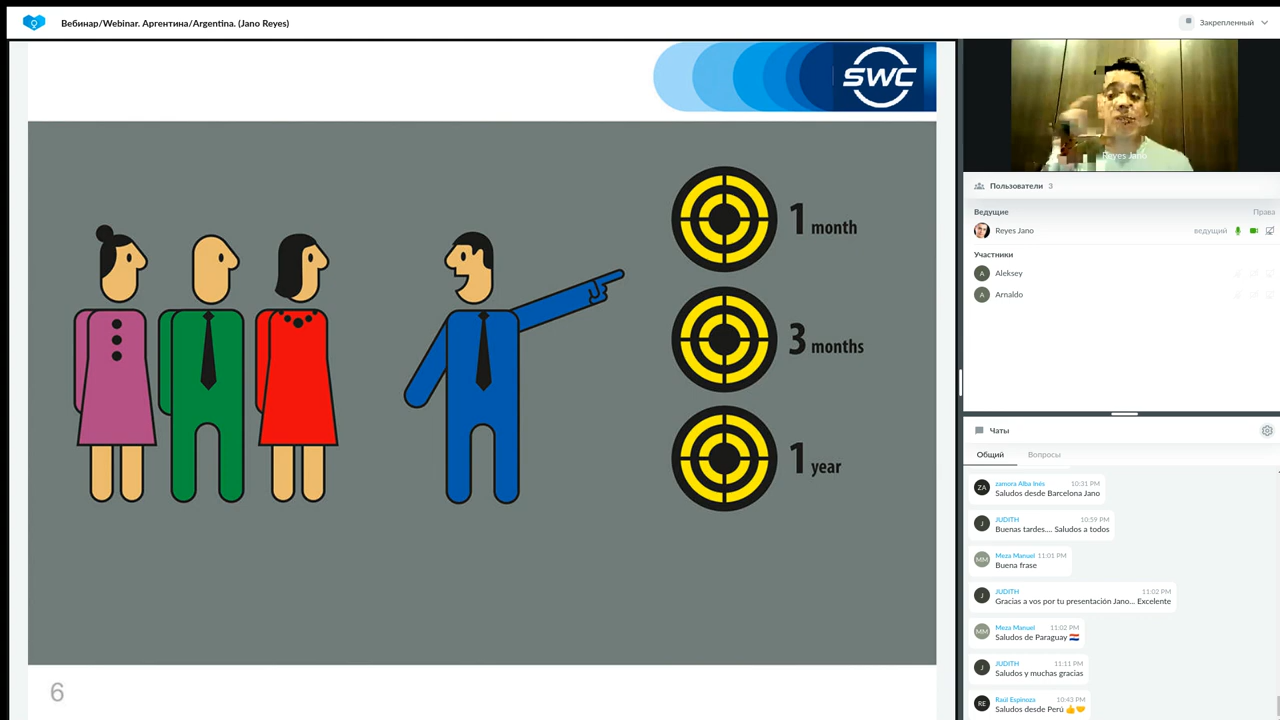 Вебинар/Webinar. Аргентина/Argentina. (Jano Reyes)
Закрепленный
SWC
1 month
3 months
1 year
6
Reyes Jano
Пользователи 3
Ведущие Права
Reyes Jano ведущий
Участники
A Aleksey
A Arnaldo
Чаты
Общий Вопросы
ZA zamora Alba Inés 10:31 PM
Saludos desde Barcelona Jano
J JUDITH 10:59 PM
Buenas tardes.... Saludos a todos
MM Meza Manuel 11:01 PM
Buena frase
J JUDITH 11:02 PM
Gracias a vos por tu presentación Jano... Excelente
MM Meza Manuel 11:02 PM
Saludos de Paraguay 🇵🇾
J JUDITH 11:11 PM
Saludos y muchas gracias
RE Raúl Espinoza 10:43 PM
Saludos desde Perú 👍🤝